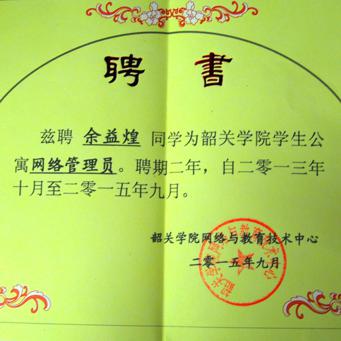 聘 书
兹聘 余益煌 同学为韶关学院学生公
寓网络管理员。聘期二年，自二零一三年
十月至二零一五年九月。
韶关学院网络与教育技术中心
二零一五年九月